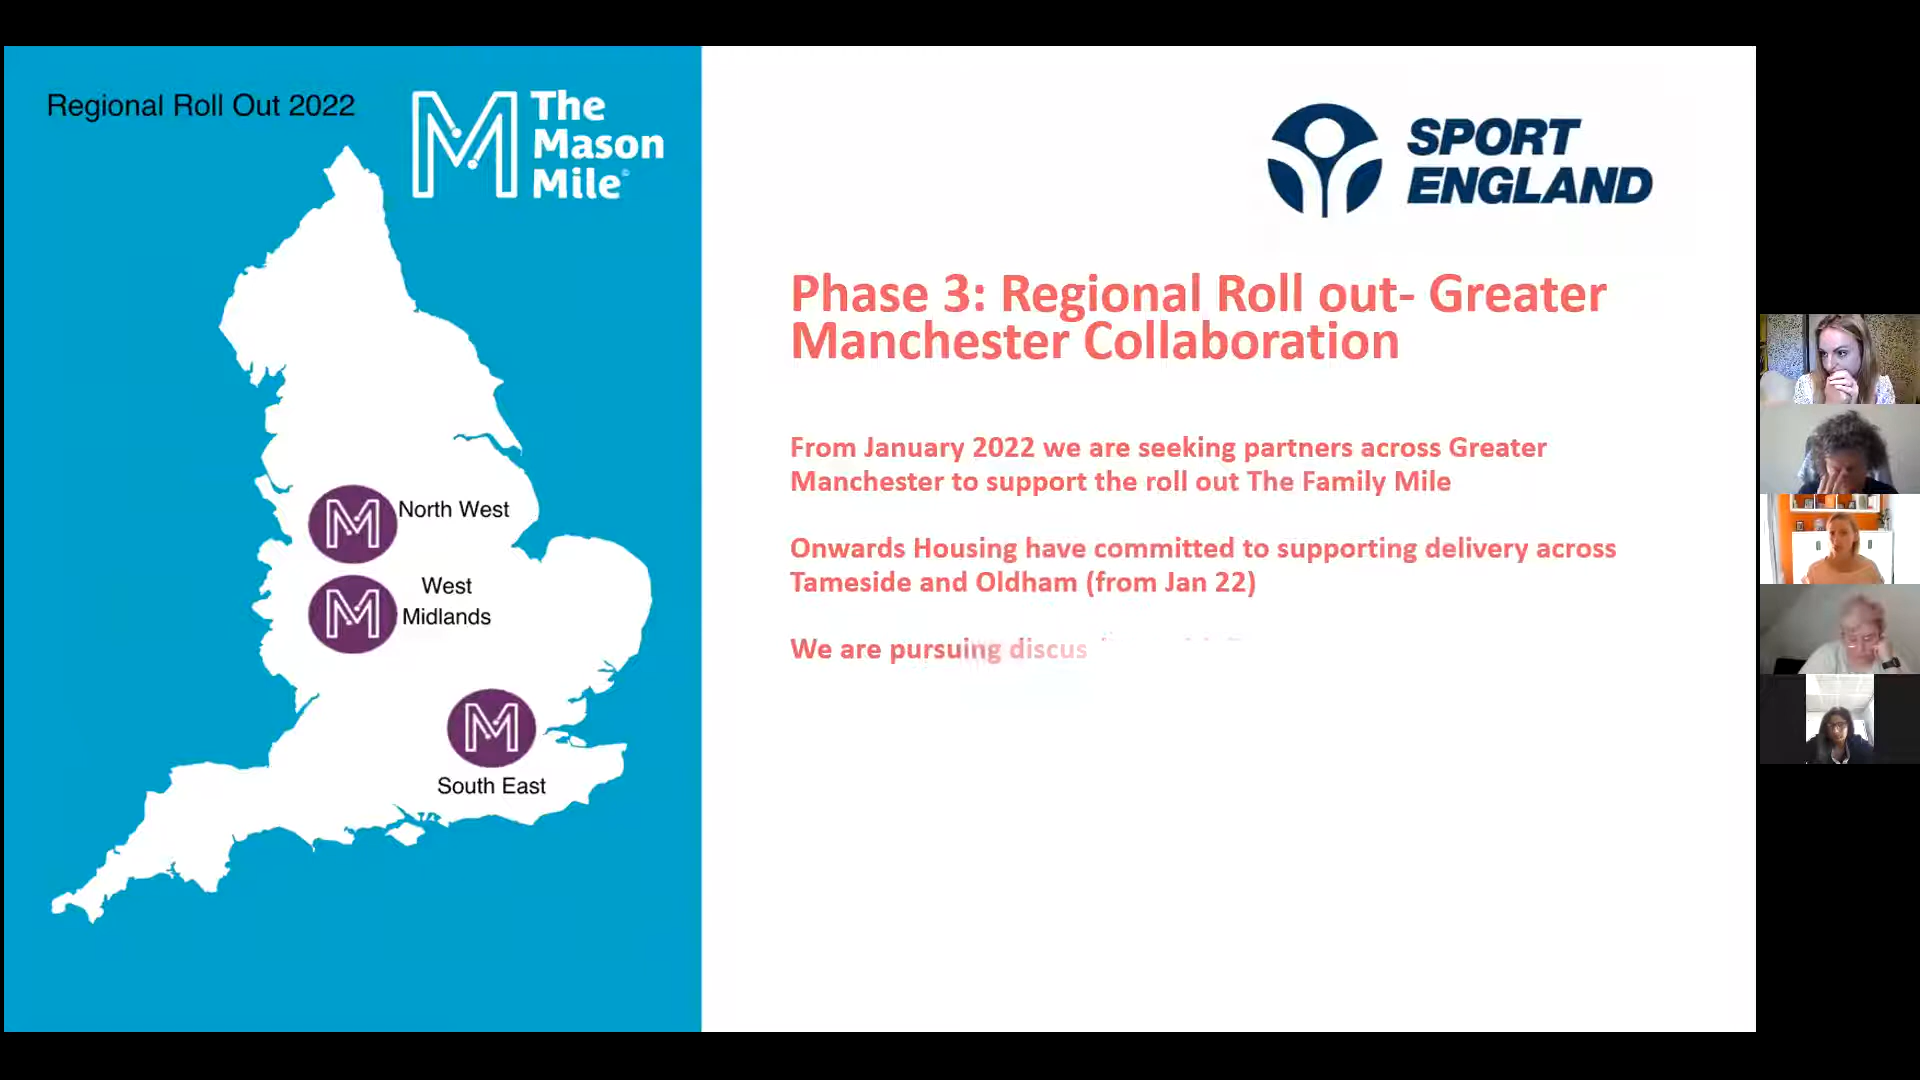 Regional Roll Out 2022
The
Mason
Mile
North West
West
Midlands
South East
SPORT
ENGLAND
Phase 3: Regional Roll out- Greater
Manchester Collaboration
From January 2022 we are seeking partners across Greater
Manchester to support the roll out The Family Mile
Onwards Housing have committed to supporting delivery across
Tameside and Oldham (from Jan 22)
We are pursuing discus